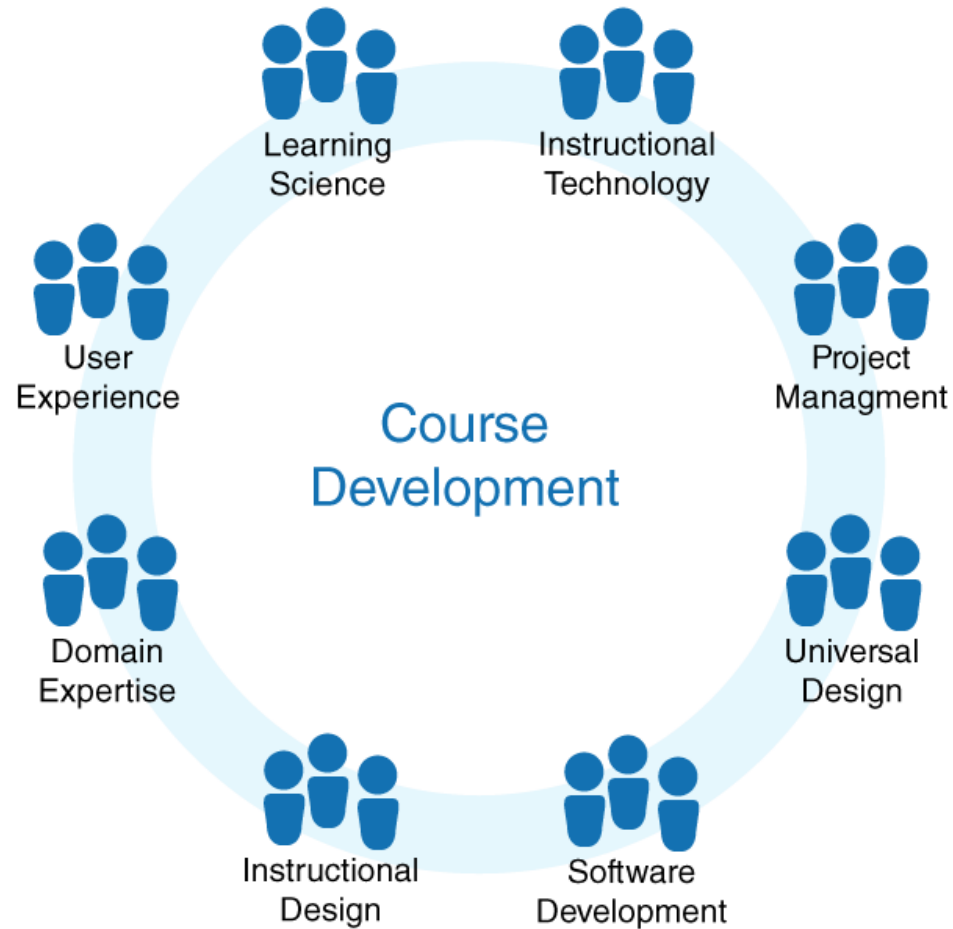 Learning
Science
Instructional
Technology
User
Experience
Project
Managment
Course
Development
Domain
Expertise
Universal
Design
Instructional
Design
Software
Development